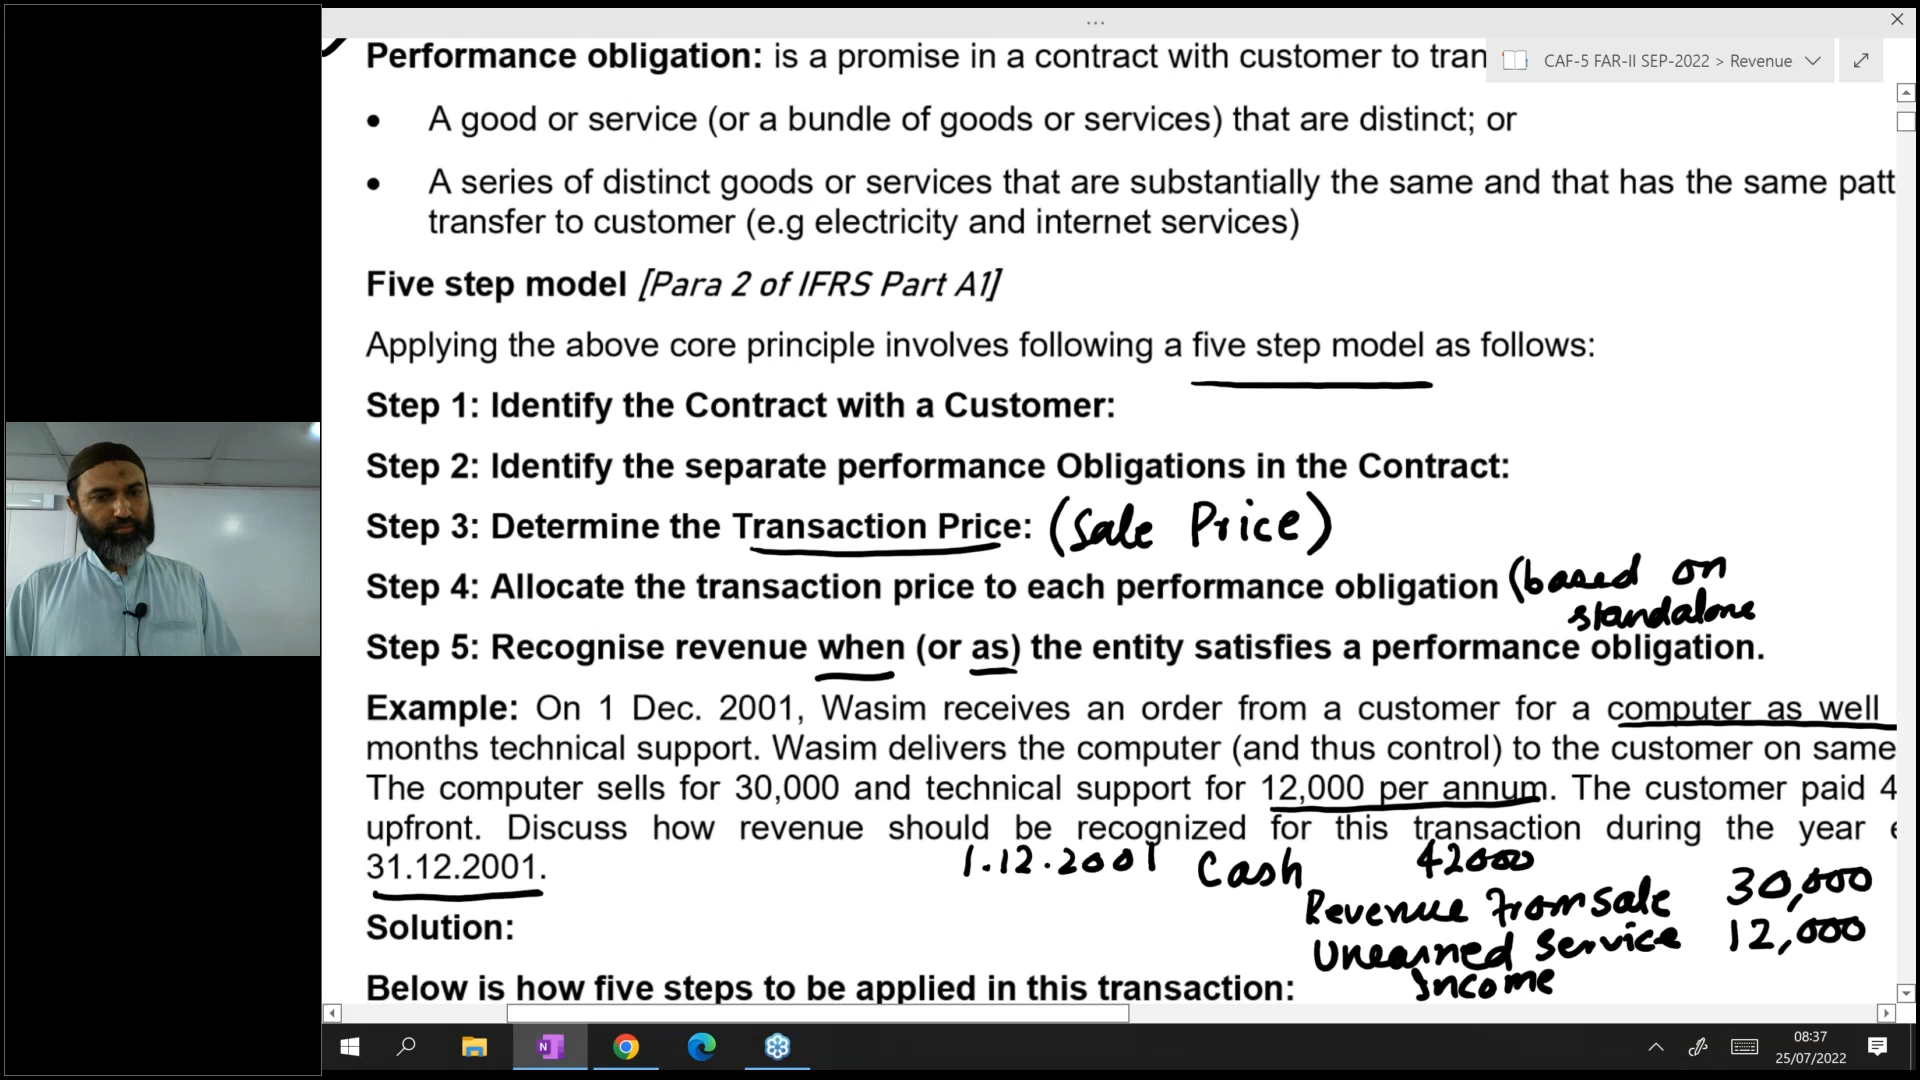 Performance obligation: is a promise in a contract with customer to tran
CAF-5 FAR-II SEP-2022 > Revenue
• A good or service (or a bundle of goods or services) that are distinct; or
• A series of distinct goods or services that are substantially the same and that has the same patt
transfer to customer (e.g electricity and internet services)
Five step model [Para 2 of IFRS Part A1]
Applying the above core principle involves following a five step model as follows:
Step 1: Identify the Contract with a Customer:
Step 2: Identify the separate performance Obligations in the Contract:
Step 3: Determine the Transaction Price: (Sale Price)
Step 4: Allocate the transaction price to each performance obligation (based on
standalone
Step 5: Recognise revenue when (or as) the entity satisfies a performance obligation.
Example: On 1 Dec. 2001, Wasim receives an order from a customer for a computer as well
months technical support. Wasim delivers the computer (and thus control) to the customer on same
The computer sells for 30,000 and technical support for 12,000 per annum. The customer paid 4
upfront. Discuss how revenue should be recognized for this transaction during the year e
31.12.2001.
1.12.2001 Cash 42000
Revenue from sale 30,000
Solution:
Unearned Service 12,000
Income
Below is how five steps to be applied in this transaction:
08:37
25/07/2022